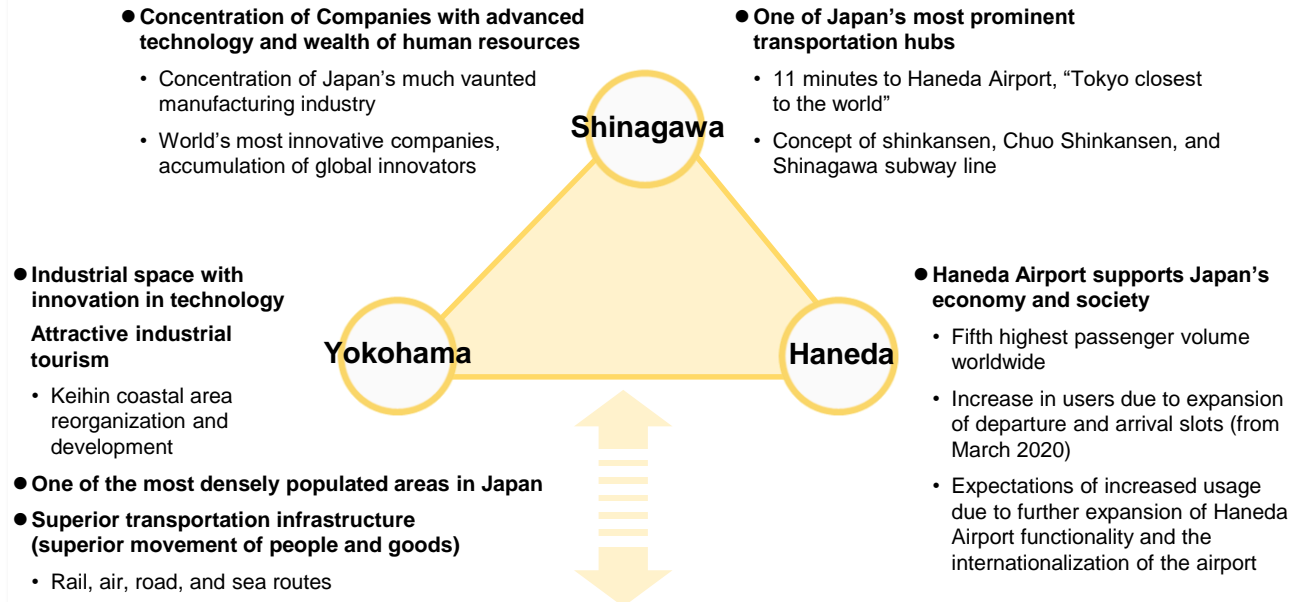 ● Concentration of Companies with advanced
technology and wealth of human resources
• Concentration of Japan's much vaunted
manufacturing industry
• World's most innovative companies,
accumulation of global innovators
● One of Japan's most prominent
transportation hubs
• 11 minutes to Haneda Airport, "Tokyo closest
to the world"
• Concept of shinkansen, Chuo Shinkansen, and
Shinagawa subway line
Shinagawa
● Industrial space with
innovation in technology
Attractive industrial
tourism
• Keihin coastal area
reorganization and
development
● One of the most densely populated areas in Japan
● Superior transportation infrastructure
(superior movement of people and goods)
• Rail, air, road, and sea routes
Yokohama
Haneda
● Haneda Airport supports Japan's
economy and society
• Fifth highest passenger volume
worldwide
• Increase in users due to expansion
of departure and arrival slots (from
March 2020)
• Expectations of increased usage
due to further expansion of Haneda
Airport functionality and the
internationalization of the airport